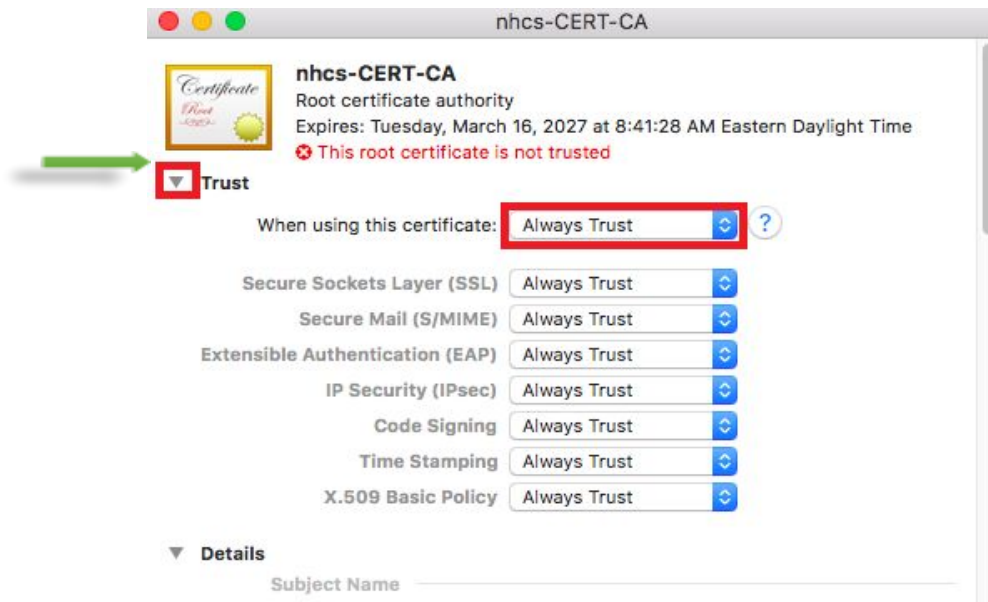 nhcs-CERT-CA
Certificate
Root
nhcs-CERT-CA
Root certificate authority
Expires: Tuesday, March 16, 2027 at 8:41:28 AM Eastern Daylight Time
This root certificate is not trusted
Trust
When using this certificate: Always Trust ?
Secure Sockets Layer (SSL) Always Trust
Secure Mail (S/MIME) Always Trust
Extensible Authentication (EAP) Always Trust
IP Security (IPsec) Always Trust
Code Signing Always Trust
Time Stamping Always Trust
X.509 Basic Policy Always Trust
Details
Subject Name